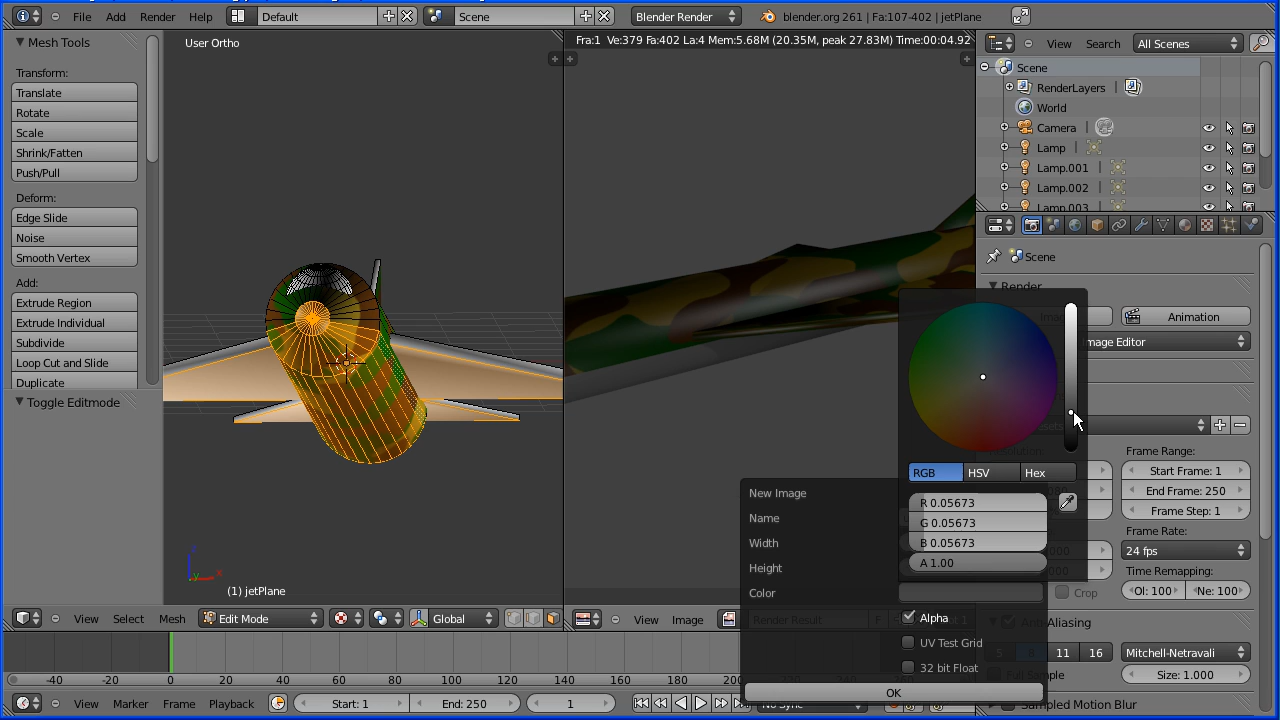 File Add Render Help Default Scene Blender Render blender.org 261 | Fa:107-402 | jetPlane
Mesh Tools
Transform:
Translate
Rotate
Scale
Shrink/Fatten
Push/Pull
Deform:
Edge Slide
Noise
Smooth Vertex
Add:
Extrude Region
Extrude Individual
Subdivide
Loop Cut and Slide
Duplicate
Toggle Editmode
User Ortho
(1) jetPlane
View Select Mesh Edit Mode Global
Fra:1 Ve:379 Fa:402 La:4 Mem:5.68M (20.35M, peak 27.83M) Time:00:04.92
View Image Render Result F
View Search All Scenes
Scene
RenderLayers
World
Camera
Lamp
Lamp.001
Lamp.002
Lamp.003
Scene
Render
Animation
Image Editor
Frame Range:
Start Frame: 1
End Frame: 250
Frame Step: 1
Frame Rate:
24 fps
Time Remapping:
Crop Ol: 100 Ne: 100
Anti-Aliasing
5 8 11 16 Mitchell-Netravali
Full Sample Size: 1.000
Sampled Motion Blur
RGB HSV Hex
R 0.05673
G 0.05673
B 0.05673
A 1.00
New Image
Name
Width
Height
Color
Alpha
UV Test Grid
32 bit Float
OK
-40 -20 0 20 40 60 80 100 120 140 160 180 200
View Marker Frame Playback Start: 1 End: 250 1 No Sync